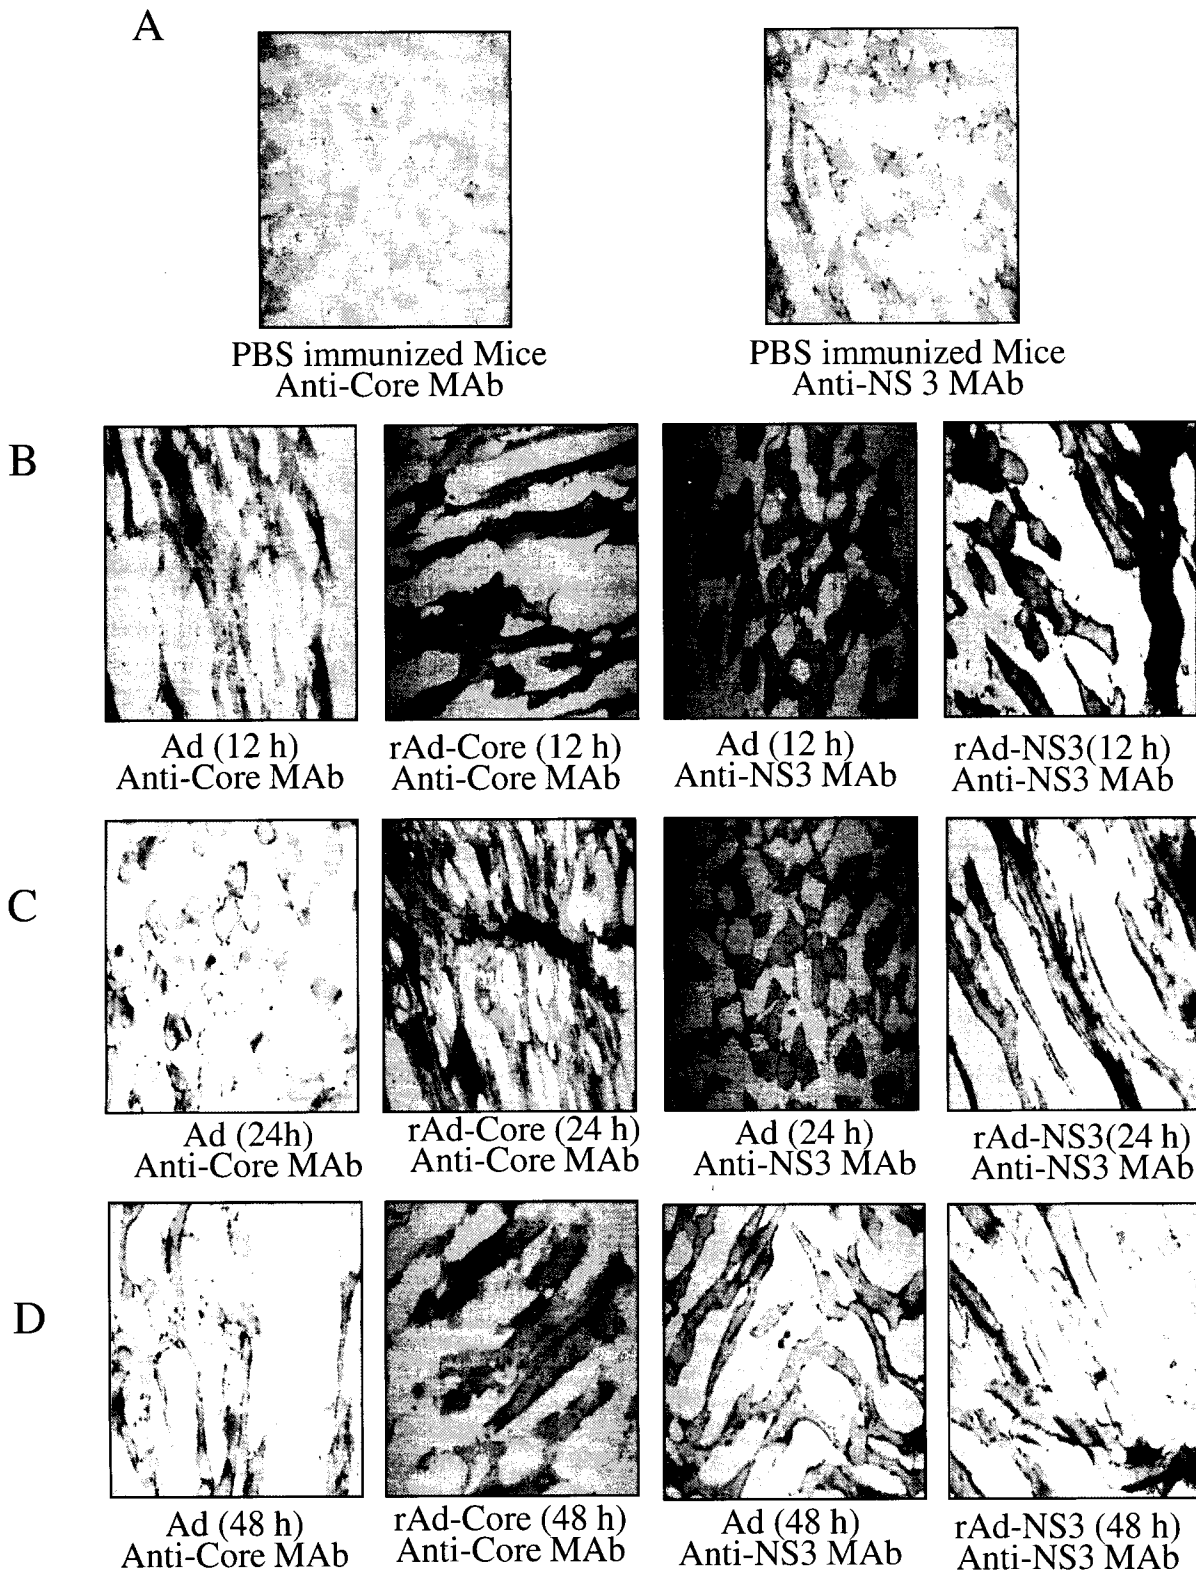 A
PBS immunized Mice
Anti-Core MAb
PBS immunized Mice
Anti-NS 3 MAb
B
Ad (12 h)
Anti-Core MAb
rAd-Core (12 h)
Anti-Core MAb
Ad (12 h)
Anti-NS3 MAb
rAd-NS3(12 h)
Anti-NS3 MAb
C
Ad (24h)
Anti-Core MAb
rAd-Core (24 h)
Anti-Core MAb
Ad (24 h)
Anti-NS3 MAb
rAd-NS3(24 h)
Anti-NS3 MAb
D
Ad (48 h)
Anti-Core MAb
rAd-Core (48 h)
Anti-Core MAb
Ad (48 h)
Anti-NS3 MAb
rAd-NS3 (48 h)
Anti-NS3 MAb